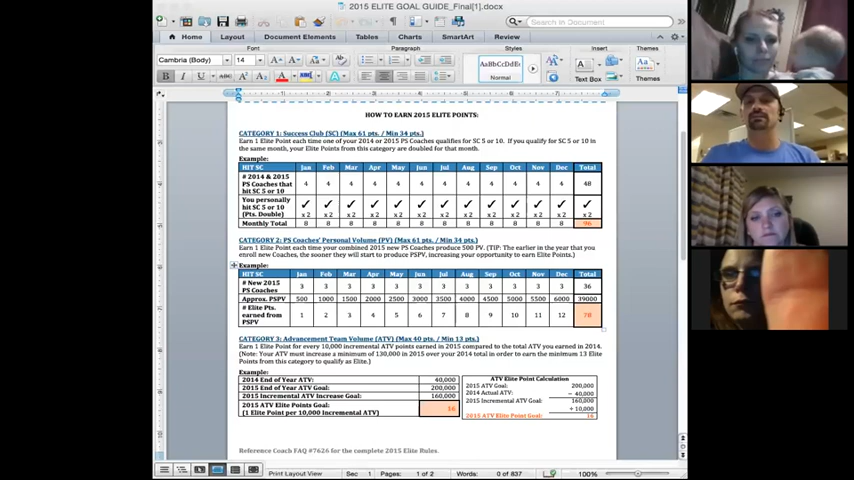 2015 ELITE GOAL GUIDE_Final[1].docx
Search in Document
Home Layout Document Elements Tables Charts SmartArt Review
Font Paragraph Styles Insert Themes
Cambria (Body) 14
AaBbCcDdEe
Normal
Text Box Themes
HOW TO EARN 2015 ELITE POINTS:
CATEGORY 1: Success Club (SC) (Max 61 pts. / Min 34 pts.)
Earn 1 Elite Point each time one of your 2014 or 2015 PS Coaches qualifies for SC 5 or 10. If you qualify for SC 5 or 10 in
the same month, your Elite Points from this category are doubled for that month.
Example:
HIT SC Jan Feb Mar Apr May Jun Jul Aug Sep Oct Nov Dec Total
# 2014 & 2015 PS Coaches that hit SC 5 or 10 4 4 4 4 4 4 4 4 4 4 4 4 48
You personally hit SC 5 or 10 (Pts. Double) ✓ x 2 ✓ x 2 ✓ x 2 ✓ x 2 ✓ x 2 ✓ x 2 ✓ x 2 ✓ x 2 ✓ x 2 ✓ x 2 ✓ x 2 ✓ x 2 ✓ x 2
Monthly Total 8 8 8 8 8 8 8 8 8 8 8 8 96
CATEGORY 2: PS Coaches' Personal Volume (PV) (Max 61 pts. / Min 34 pts.)
Earn 1 Elite Point each time your combined 2015 new PS Coaches produce 500 PV. (TIP: The earlier in the year that you
enroll new Coaches, the sooner they will start to produce PSPV, increasing your opportunity to earn Elite Points.)
Example:
HIT SC Jan Feb Mar Apr May Jun Jul Aug Sep Oct Nov Dec Total
# New 2015 PS Coaches 3 3 3 3 3 3 3 3 3 3 3 3 36
Approx. PSPV 500 1000 1500 2000 2500 3000 3500 4000 4500 5000 5500 6000 39000
# Elite Pts. earned from PSPV 1 2 3 4 5 6 7 8 9 10 11 12 78
CATEGORY 3: Advancement Team Volume (ATV) (Max 40 pts. / Min 13 pts.)
Earn 1 Elite Point for every 10,000 incremental ATV points earned in 2015 compared to the total ATV you earned in 2014.
(Note: Your ATV must increase a minimum of 130,000 in 2015 over your 2014 total in order to earn the minimum 13 Elite
Points from this category to qualify as Elite.)
Example:
2014 End of Year ATV: 40,000
2015 End of Year ATV Goal: 200,000
2015 Incremental ATV Increase Goal: 160,000
2015 ATV Elite Points Goal:
(1 Elite Point per 10,000 Incremental ATV) 16
ATV Elite Point Calculation
2015 ATV Goal: 200,000
2014 Actual ATV: − 40,000
2015 Incremental ATV Goal: 160,000
÷ 10,000
2015 ATV Elite Point Goal: 16
Reference Coach FAQ #7626 for the complete 2015 Elite Rules.
Print Layout View Sec 1 Pages: 1 of 2 Words: 0 of 837 100%